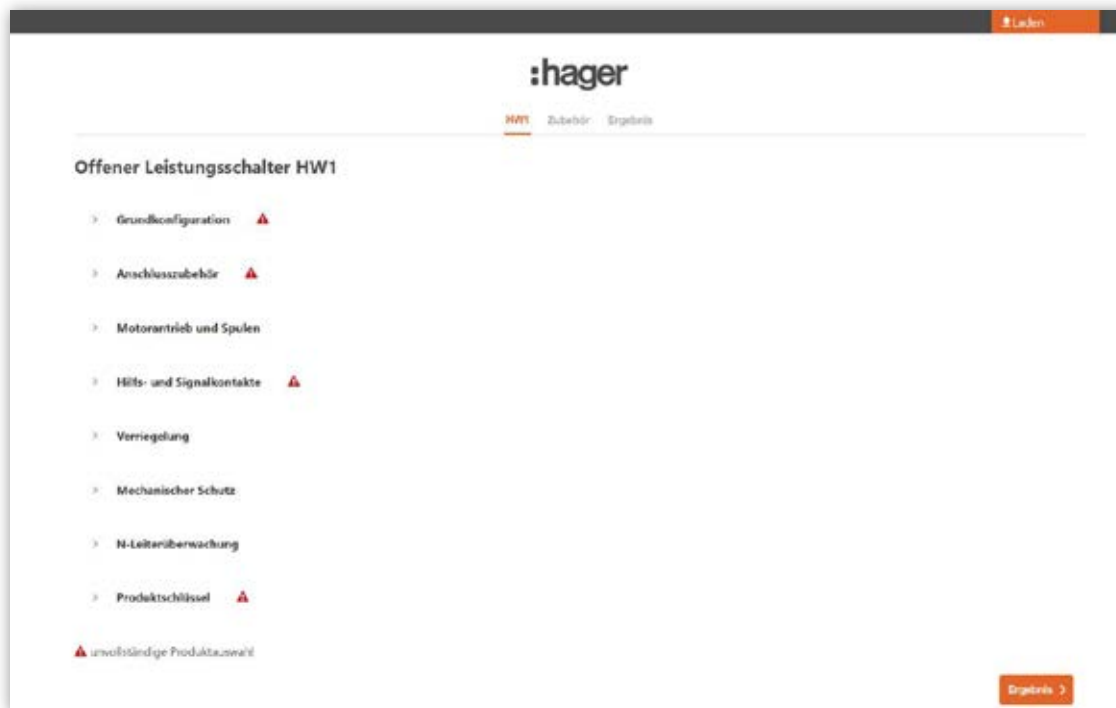 Laden
:hager
HW1 Zubehör Ergebnis
Offener Leistungsschalter HW1
Grundkonfiguration
Anschlusszubehör
Motorantrieb und Spulen
Hilfs- und Signalkontakte
Verriegelung
Mechanischer Schutz
N-Leiterüberwachung
Produktschlüssel
unvollständige Produktauswahl
Ergebnis